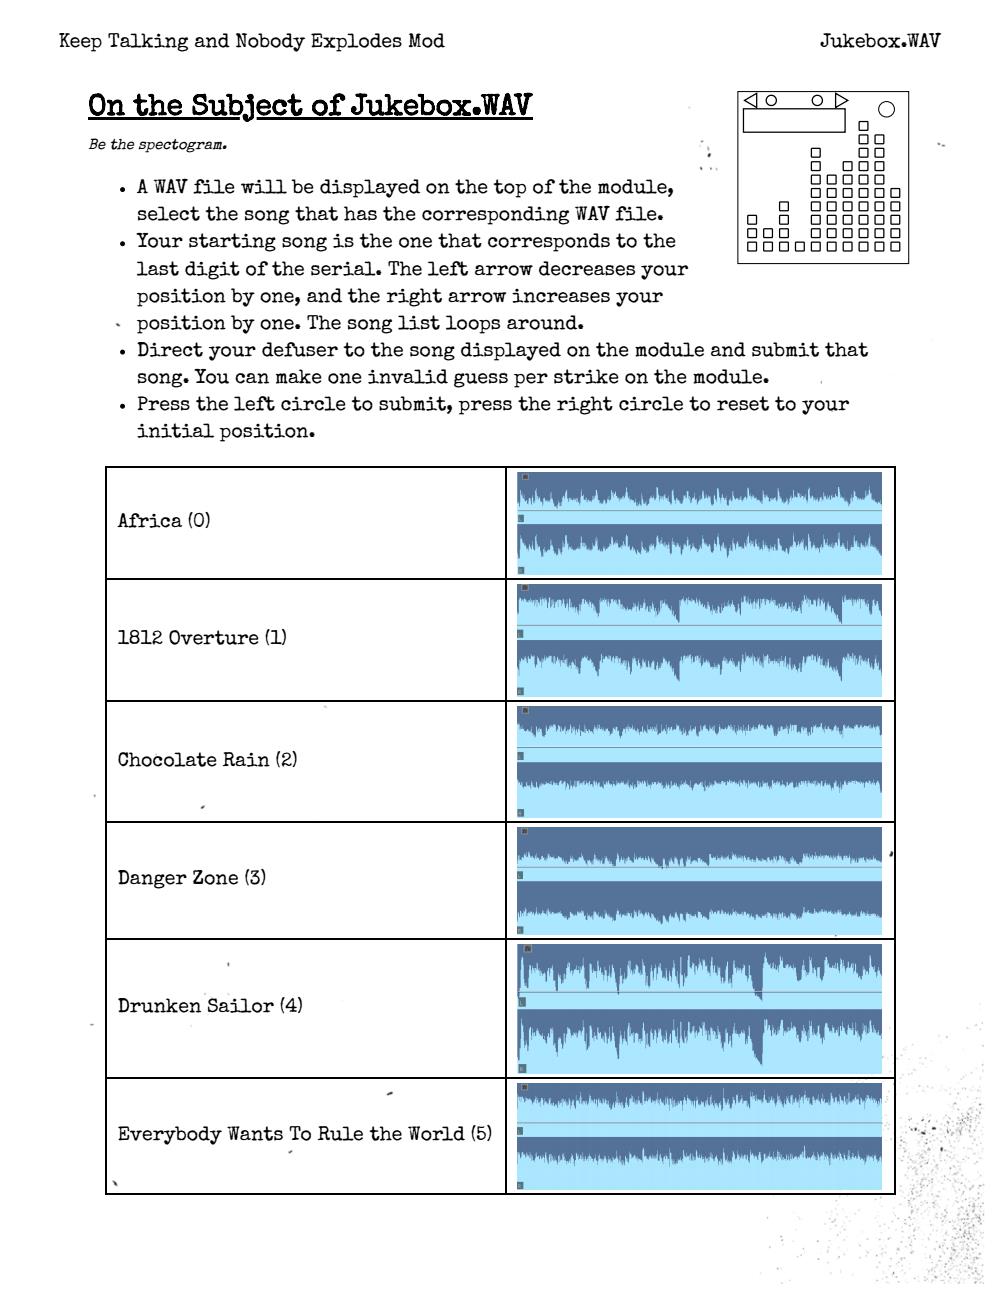 Keep Talking and Nobody Explodes Mod
Jukebox.WAV
On the Subject of Jukebox.WAV
Be the spectogram.
• A WAV file will be displayed on the top of the module,
select the song that has the corresponding WAV file.
• Your starting song is the one that corresponds to the
last digit of the serial. The left arrow decreases your
position by one, and the right arrow increases your
position by one. The song list loops around.
• Direct your defuser to the song displayed on the module and submit that
song. You can make one invalid guess per strike on the module.
• Press the left circle to submit, press the right circle to reset to your
initial position.
Africa (0)
1812 Overture (1)
Chocolate Rain (2)
Danger Zone (3)
Drunken Sailor (4)
Everybody Wants To Rule the World (5)